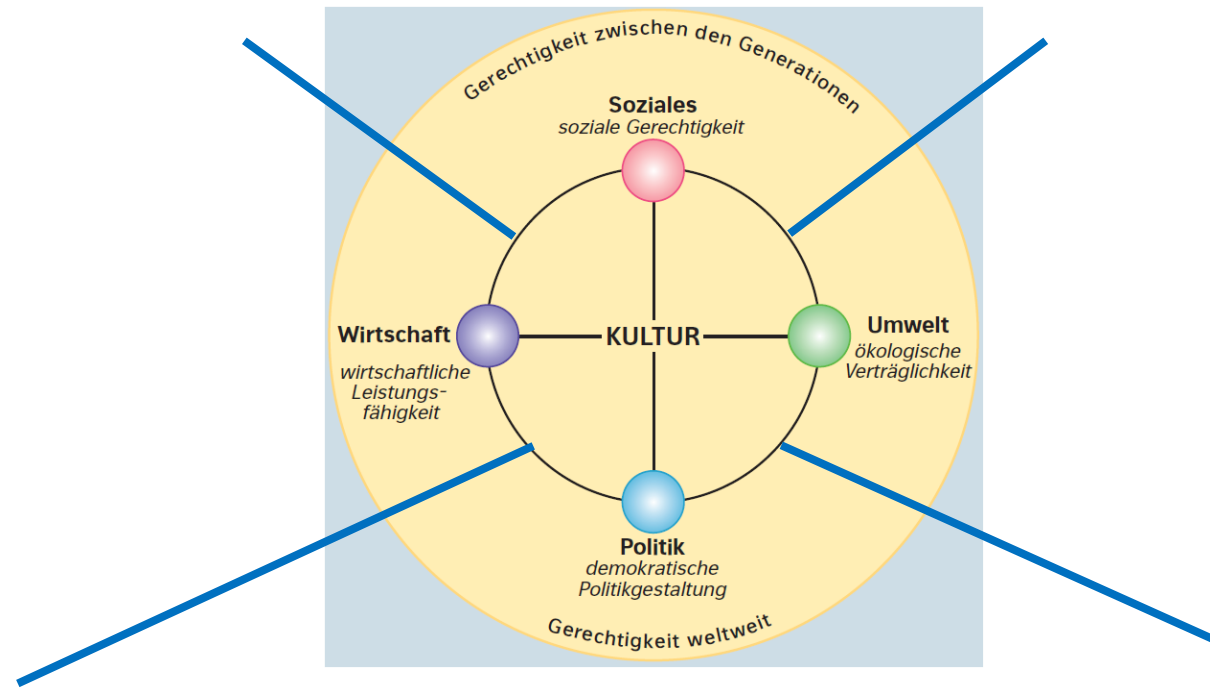 Gerechtigkeit zwischen den Generationen
Soziales
soziale Gerechtigkeit
Wirtschaft
wirtschaftliche
Leistungs-
fähigkeit
KULTUR
Umwelt
ökologische
Verträglichkeit
Politik
demokratische
Politikgestaltung
Gerechtigkeit weltweit